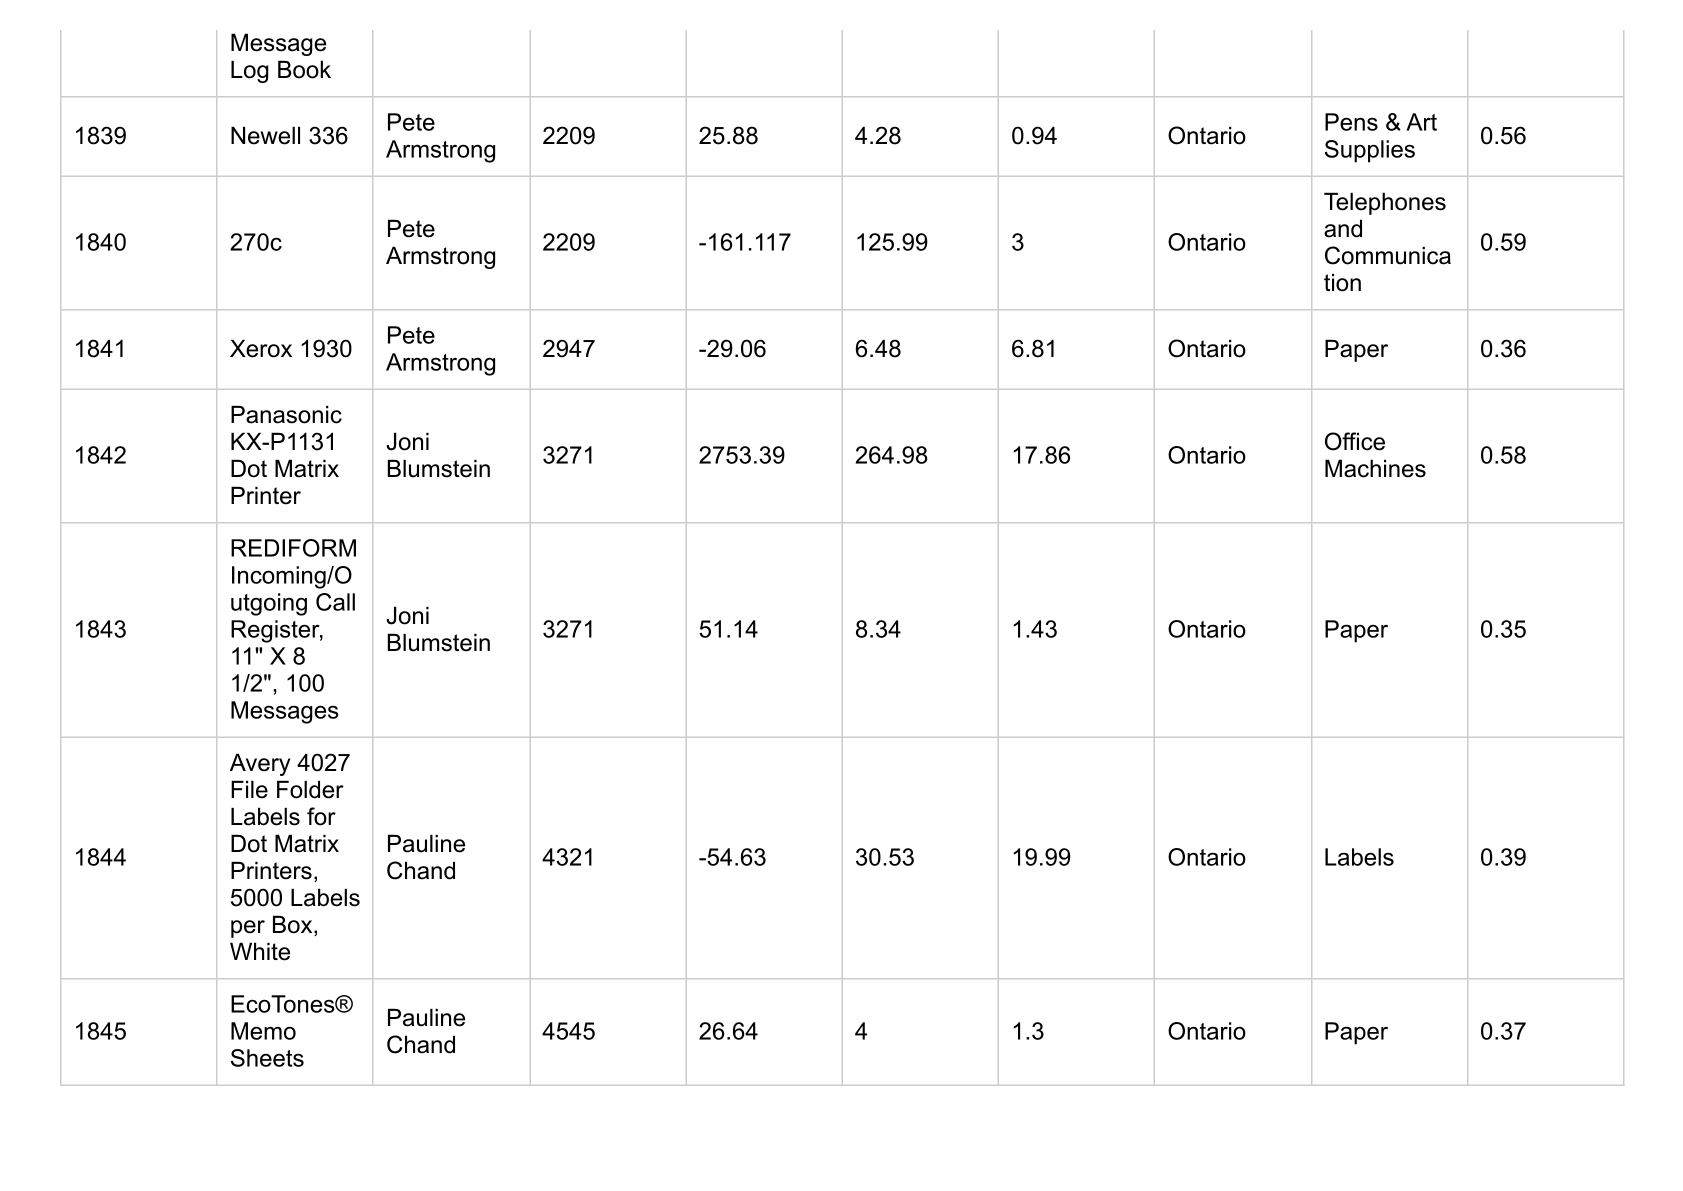 Message
Log Book
1839 Newell 336 Pete Armstrong 2209 25.88 4.28 0.94 Ontario Pens & Art Supplies 0.56
1840 270c Pete Armstrong 2209 -161.117 125.99 3 Ontario Telephones and Communica tion 0.59
1841 Xerox 1930 Pete Armstrong 2947 -29.06 6.48 6.81 Ontario Paper 0.36
1842 Panasonic KX-P1131 Dot Matrix Printer Joni Blumstein 3271 2753.39 264.98 17.86 Ontario Office Machines 0.58
1843 REDIFORM Incoming/O utgoing Call Register, 11" X 8 1/2", 100 Messages Joni Blumstein 3271 51.14 8.34 1.43 Ontario Paper 0.35
1844 Avery 4027 File Folder Labels for Dot Matrix Printers, 5000 Labels per Box, White Pauline Chand 4321 -54.63 30.53 19.99 Ontario Labels 0.39
1845 EcoTones® Memo Sheets Pauline Chand 4545 26.64 4 1.3 Ontario Paper 0.37